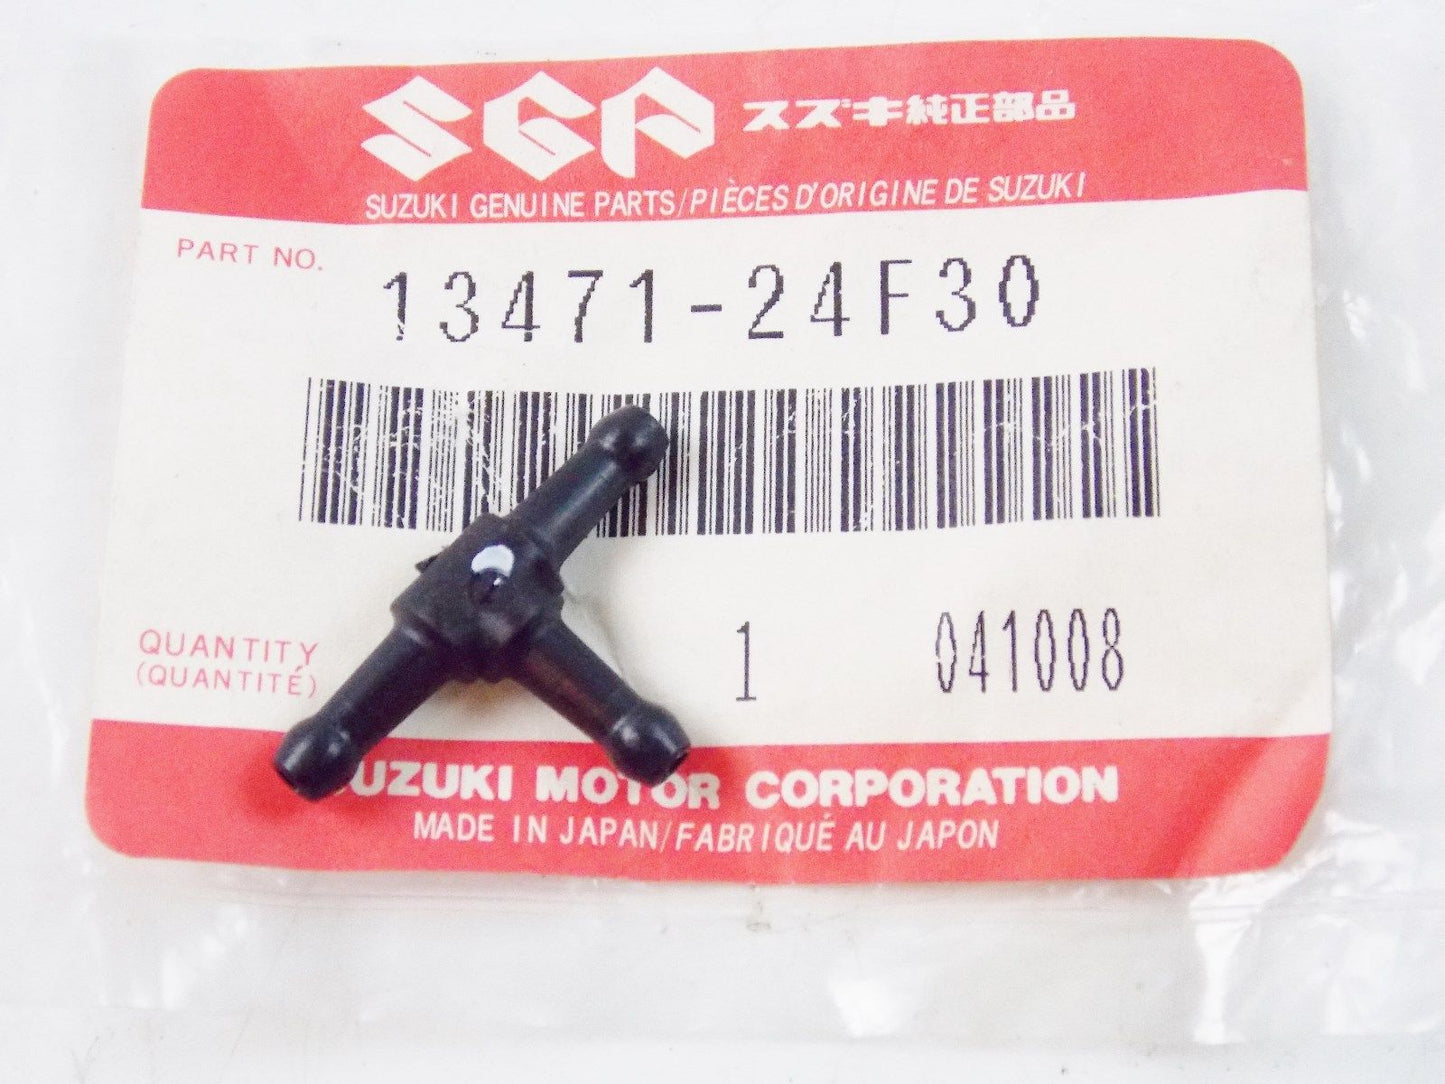 SGP スズキ純正部品
SUZUKI GENUINE PARTS/PIÈCES D'ORIGINE DE SUZUKI
PART NO. 13471-24F30
QUANTITY 1 041008
(QUANTITÉ)
SUZUKI MOTOR CORPORATION
MADE IN JAPAN/FABRIQUÉ AU JAPON